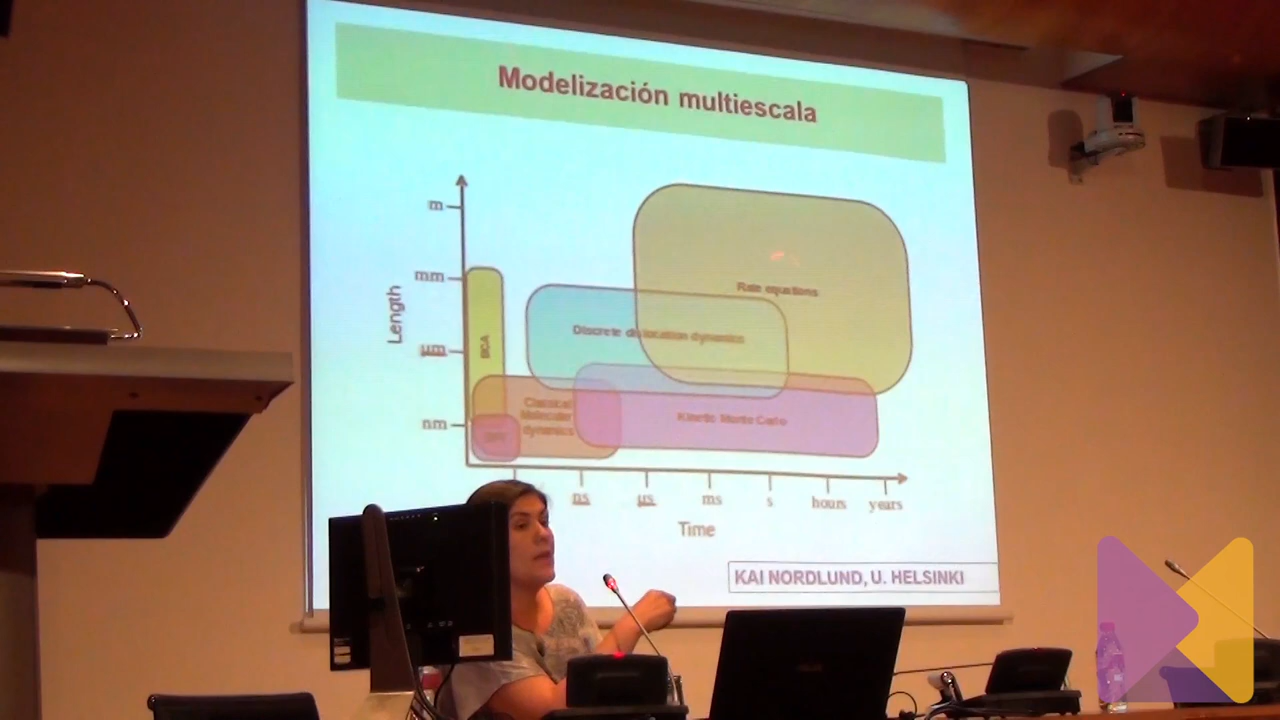 Modelización multiescala
m
mm
µm
nm
Length
BCA
Rate equations
Discrete dislocation dynamics
Classical
Molecular
dynamics
Kinetic Monte Carlo
DFT
ns
µs
ms
s
hours
years
Time
KAI NORDLUND, U. HELSINKI